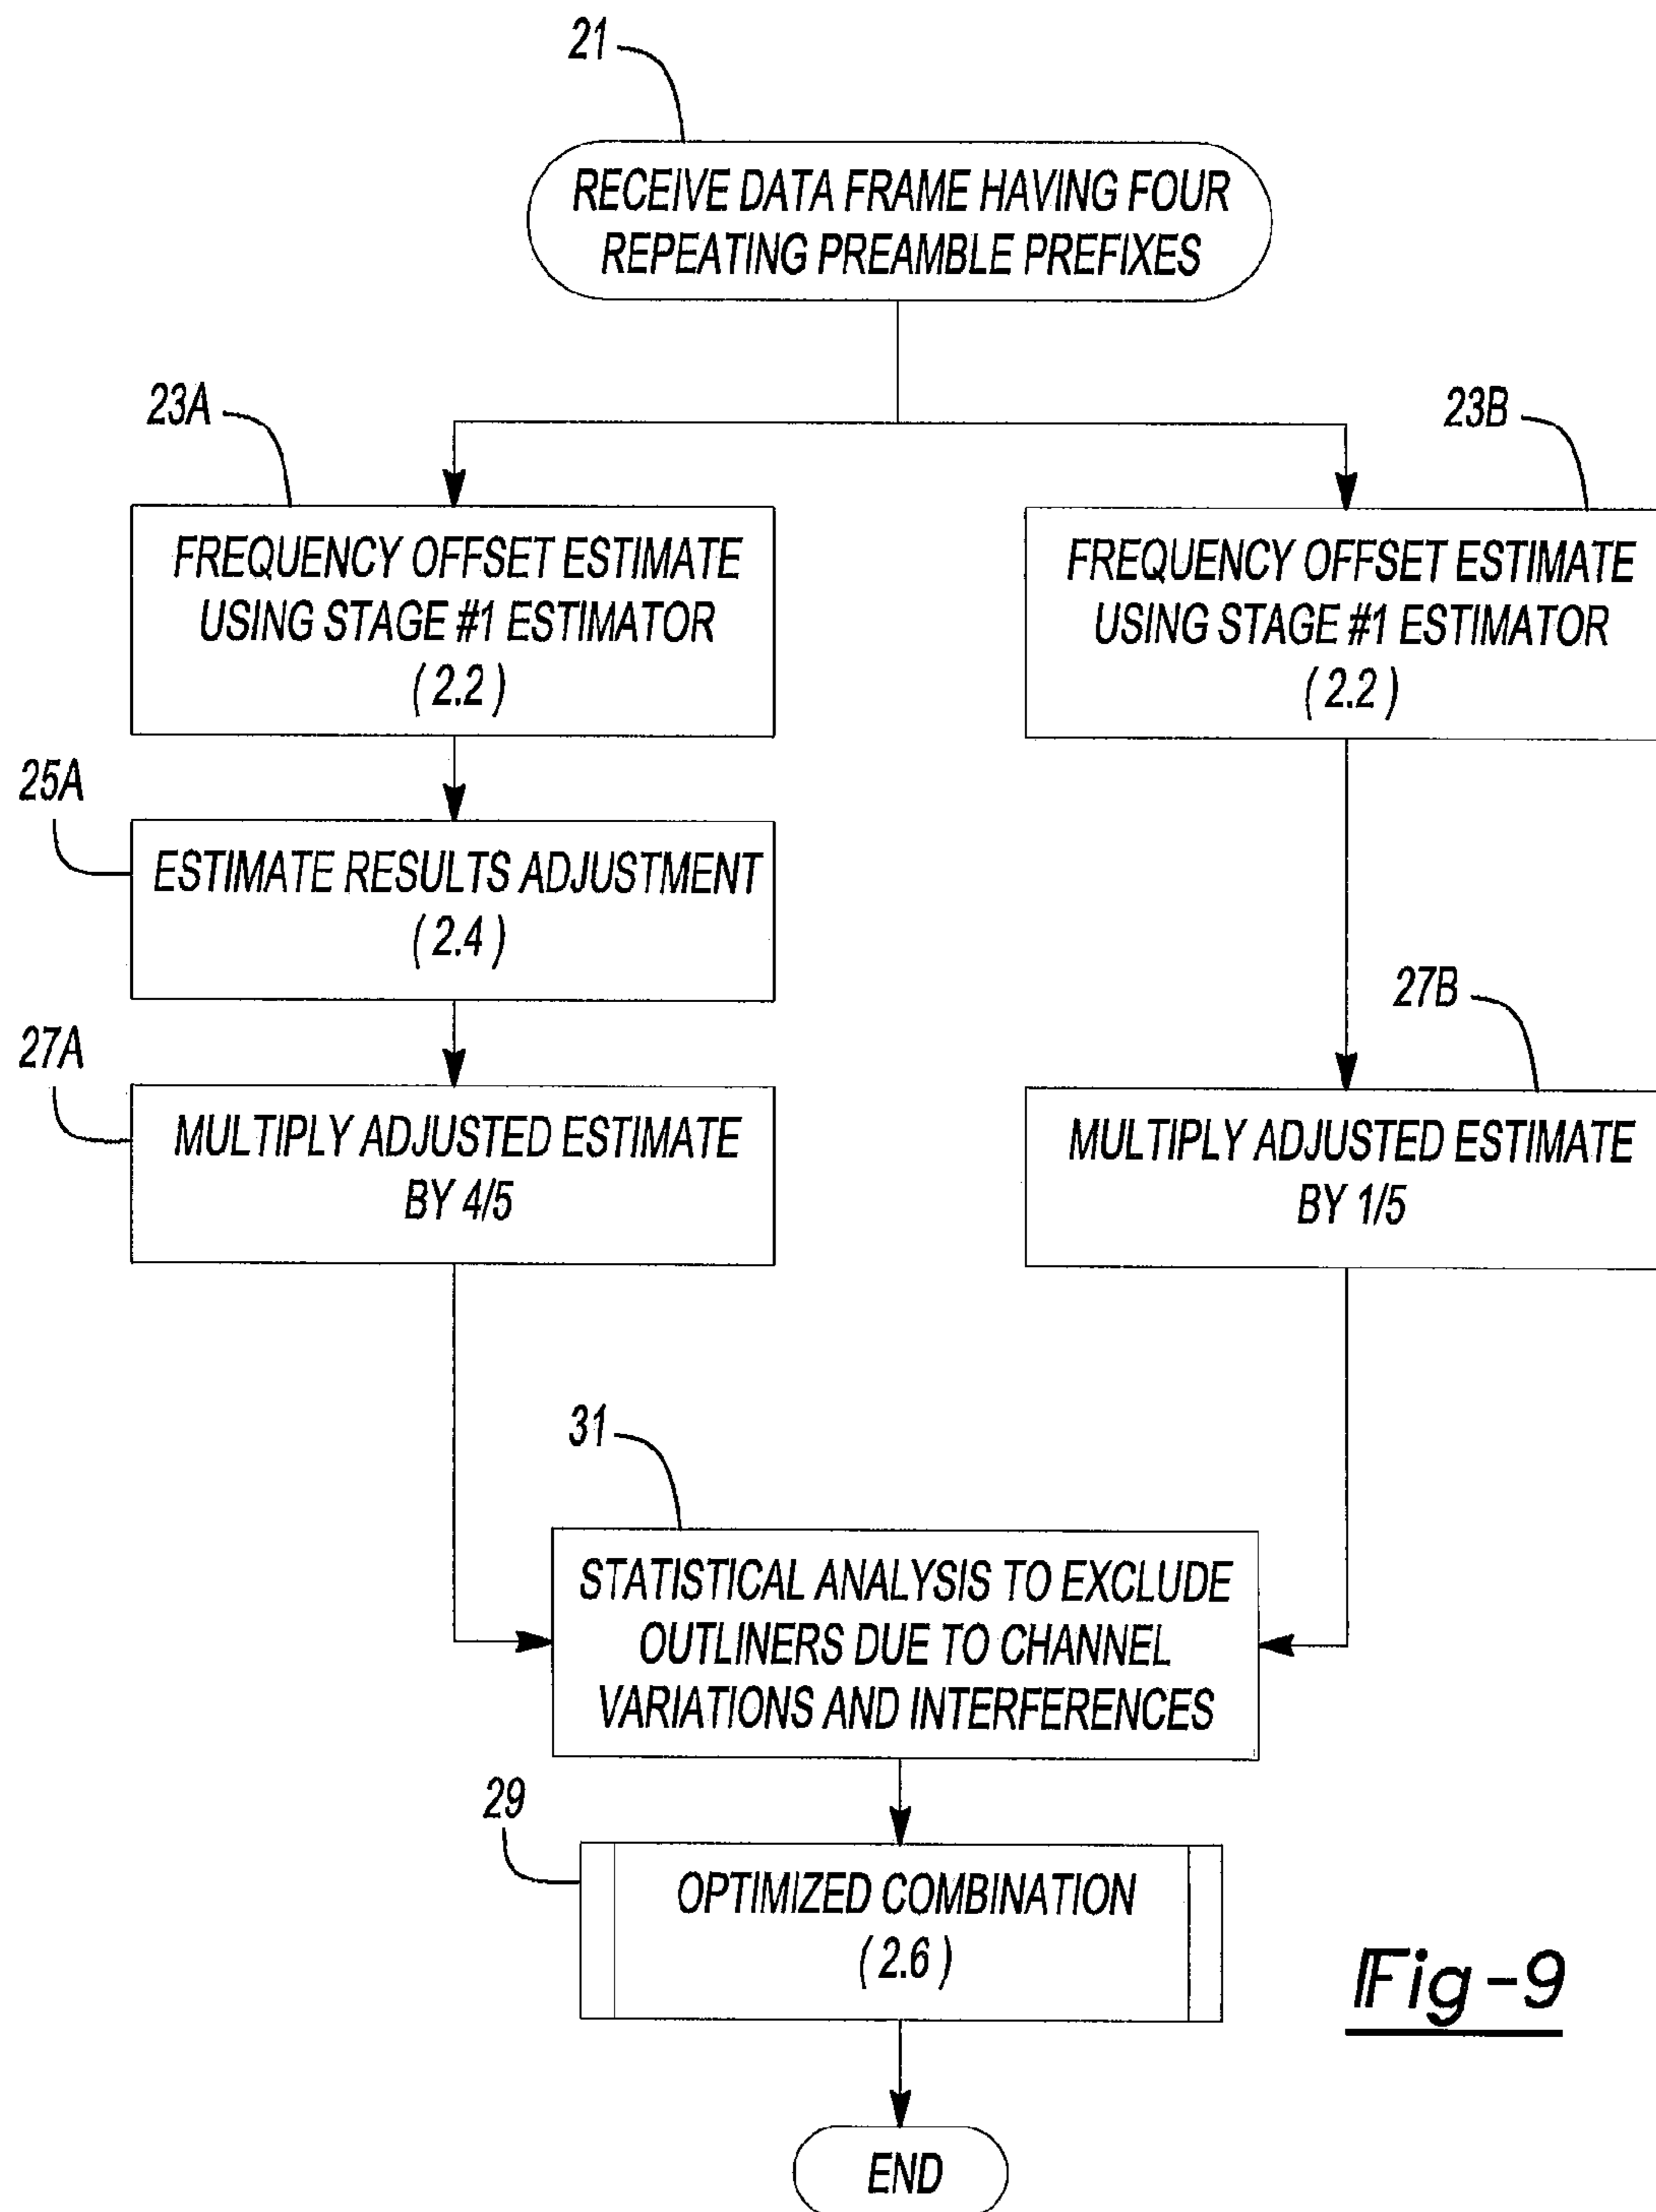 21
RECEIVE DATA FRAME HAVING FOUR
REPEATING PREAMBLE PREFIXES
23A
23B
FREQUENCY OFFSET ESTIMATE
USING STAGE #1 ESTIMATOR
( 2.2 )
FREQUENCY OFFSET ESTIMATE
USING STAGE #1 ESTIMATOR
( 2.2 )
25A
ESTIMATE RESULTS ADJUSTMENT
( 2.4 )
27A
27B
MULTIPLY ADJUSTED ESTIMATE
BY 4/5
MULTIPLY ADJUSTED ESTIMATE
BY 1/5
31
STATISTICAL ANALYSIS TO EXCLUDE
OUTLINERS DUE TO CHANNEL
VARIATIONS AND INTERFERENCES
29
OPTIMIZED COMBINATION
( 2.6 )
Fig-9
END